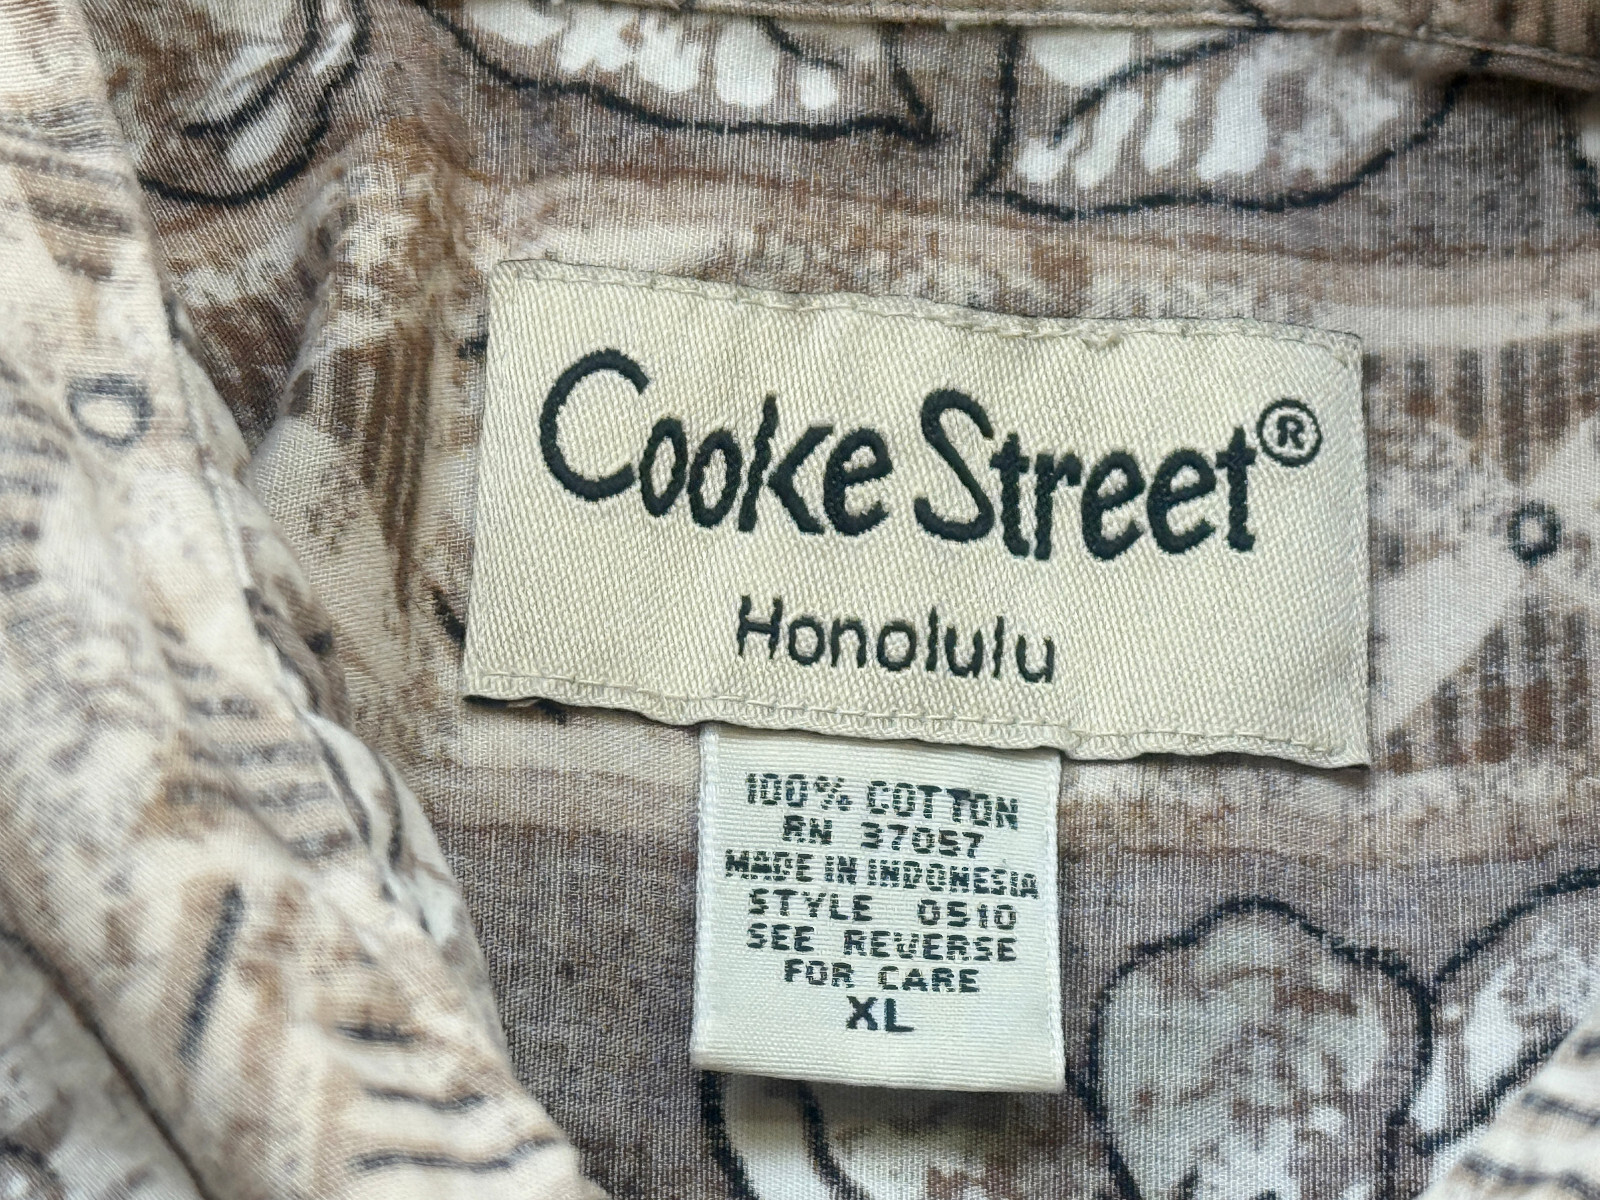 Cooke Street®
Honolulu
100% COTTON
RN 37057
MADE IN INDONESIA
STYLE 0510
SEE REVERSE
FOR CARE
XL